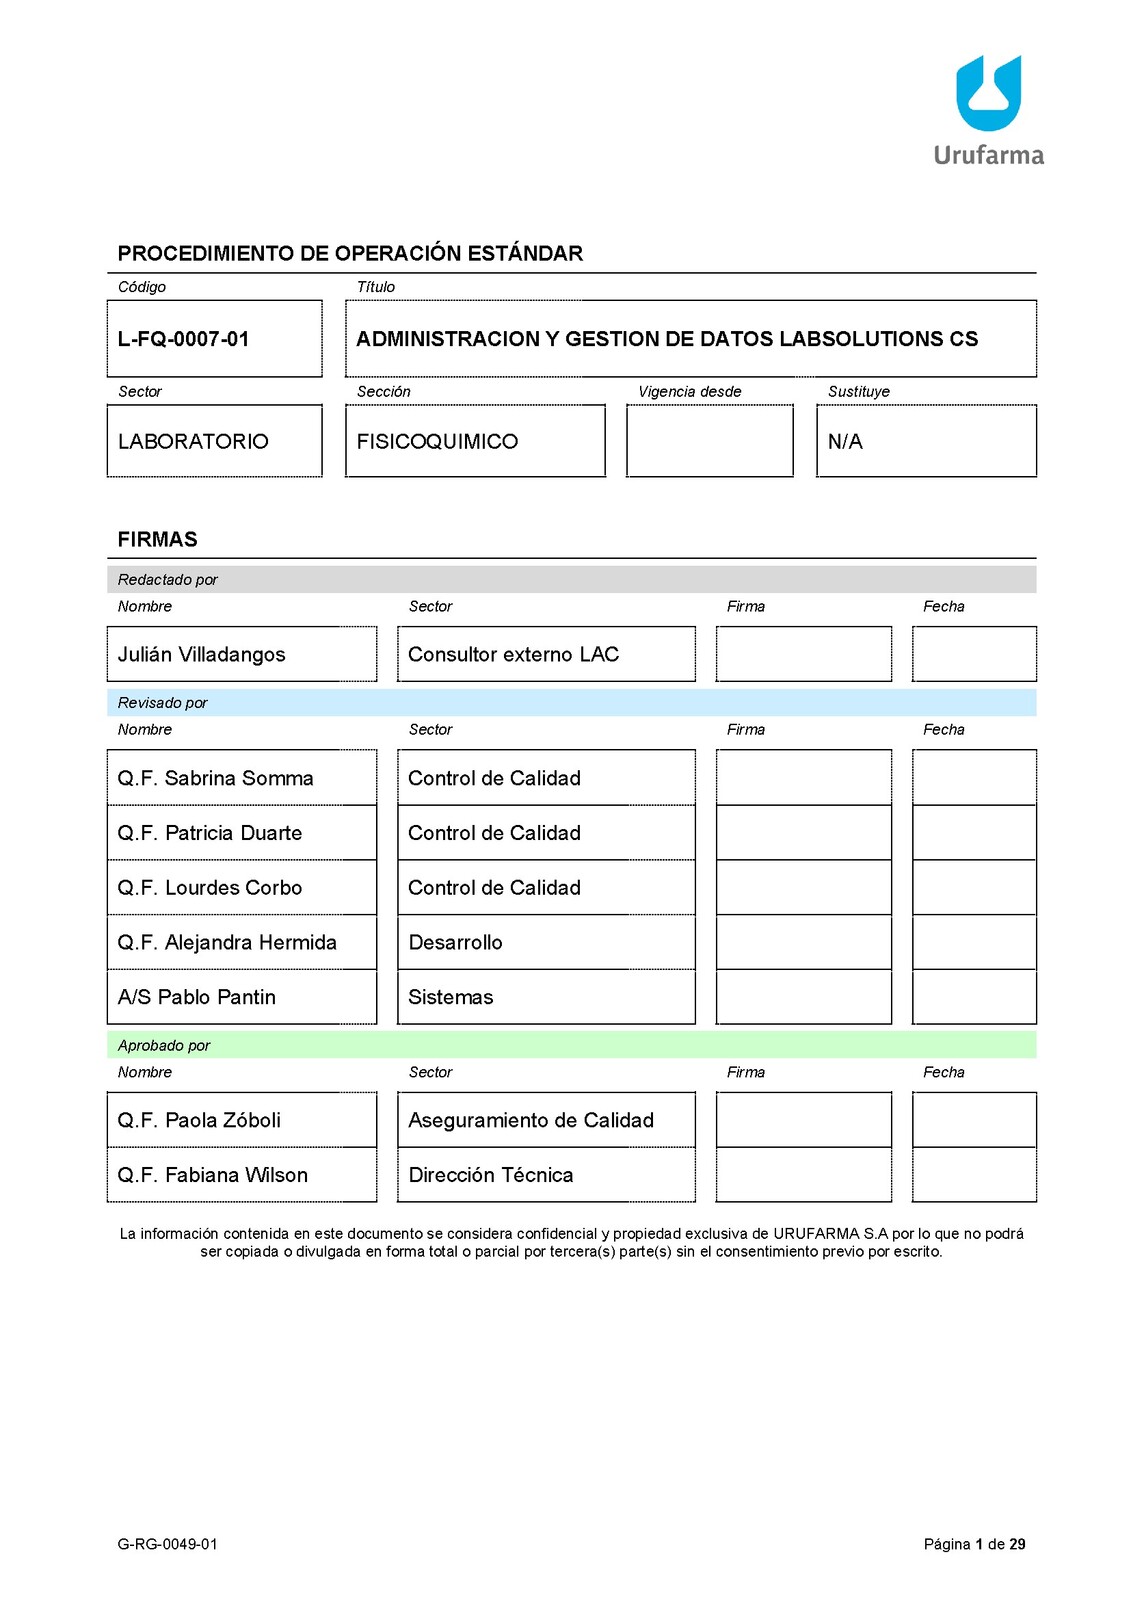 Urufarma
PROCEDIMIENTO DE OPERACIÓN ESTÁNDAR
Código Título
L-FQ-0007-01 ADMINISTRACION Y GESTION DE DATOS LABSOLUTIONS CS
Sector Sección Vigencia desde Sustituye
LABORATORIO FISICOQUIMICO N/A
FIRMAS
Redactado por
Nombre Sector Firma Fecha
Julián Villadangos Consultor externo LAC
Revisado por
Nombre Sector Firma Fecha
Q.F. Sabrina Somma Control de Calidad
Q.F. Patricia Duarte Control de Calidad
Q.F. Lourdes Corbo Control de Calidad
Q.F. Alejandra Hermida Desarrollo
A/S Pablo Pantin Sistemas
Aprobado por
Nombre Sector Firma Fecha
Q.F. Paola Zóboli Aseguramiento de Calidad
Q.F. Fabiana Wilson Dirección Técnica
La información contenida en este documento se considera confidencial y propiedad exclusiva de URUFARMA S.A por lo que no podrá
ser copiada o divulgada en forma total o parcial por tercera(s) parte(s) sin el consentimiento previo por escrito.
G-RG-0049-01 Página 1 de 29